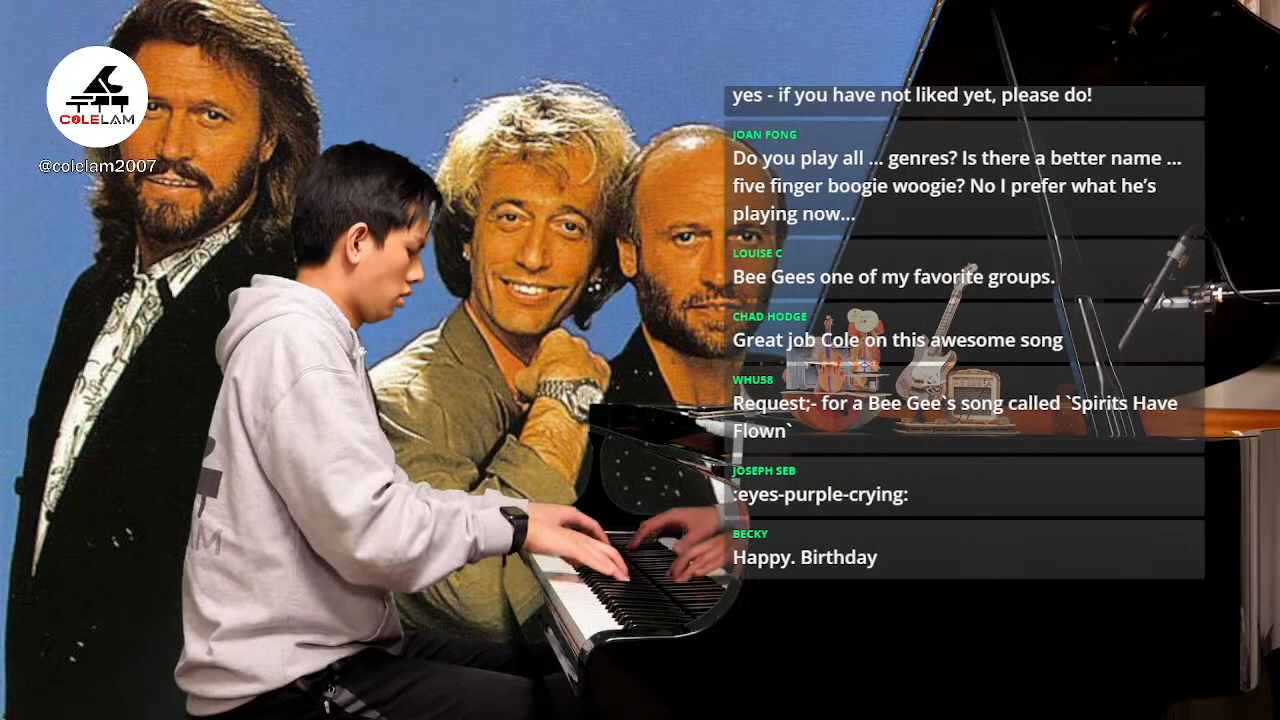 COLELAM
@colelam2007
yes - if you have not liked yet, please do!
JOAN FONG
Do you play all ... genres? Is there a better name ...
five finger boogie woogie? No I prefer what he's
playing now...
LOUISE C
Bee Gees one of my favorite groups.
CHAD HODGE
Great job Cole on this awesome song
WHU58
Request;- for a Bee Gee`s song called `Spirits Have
Flown`
JOSEPH SEB
:eyes-purple-crying:
BECKY
Happy. Birthday